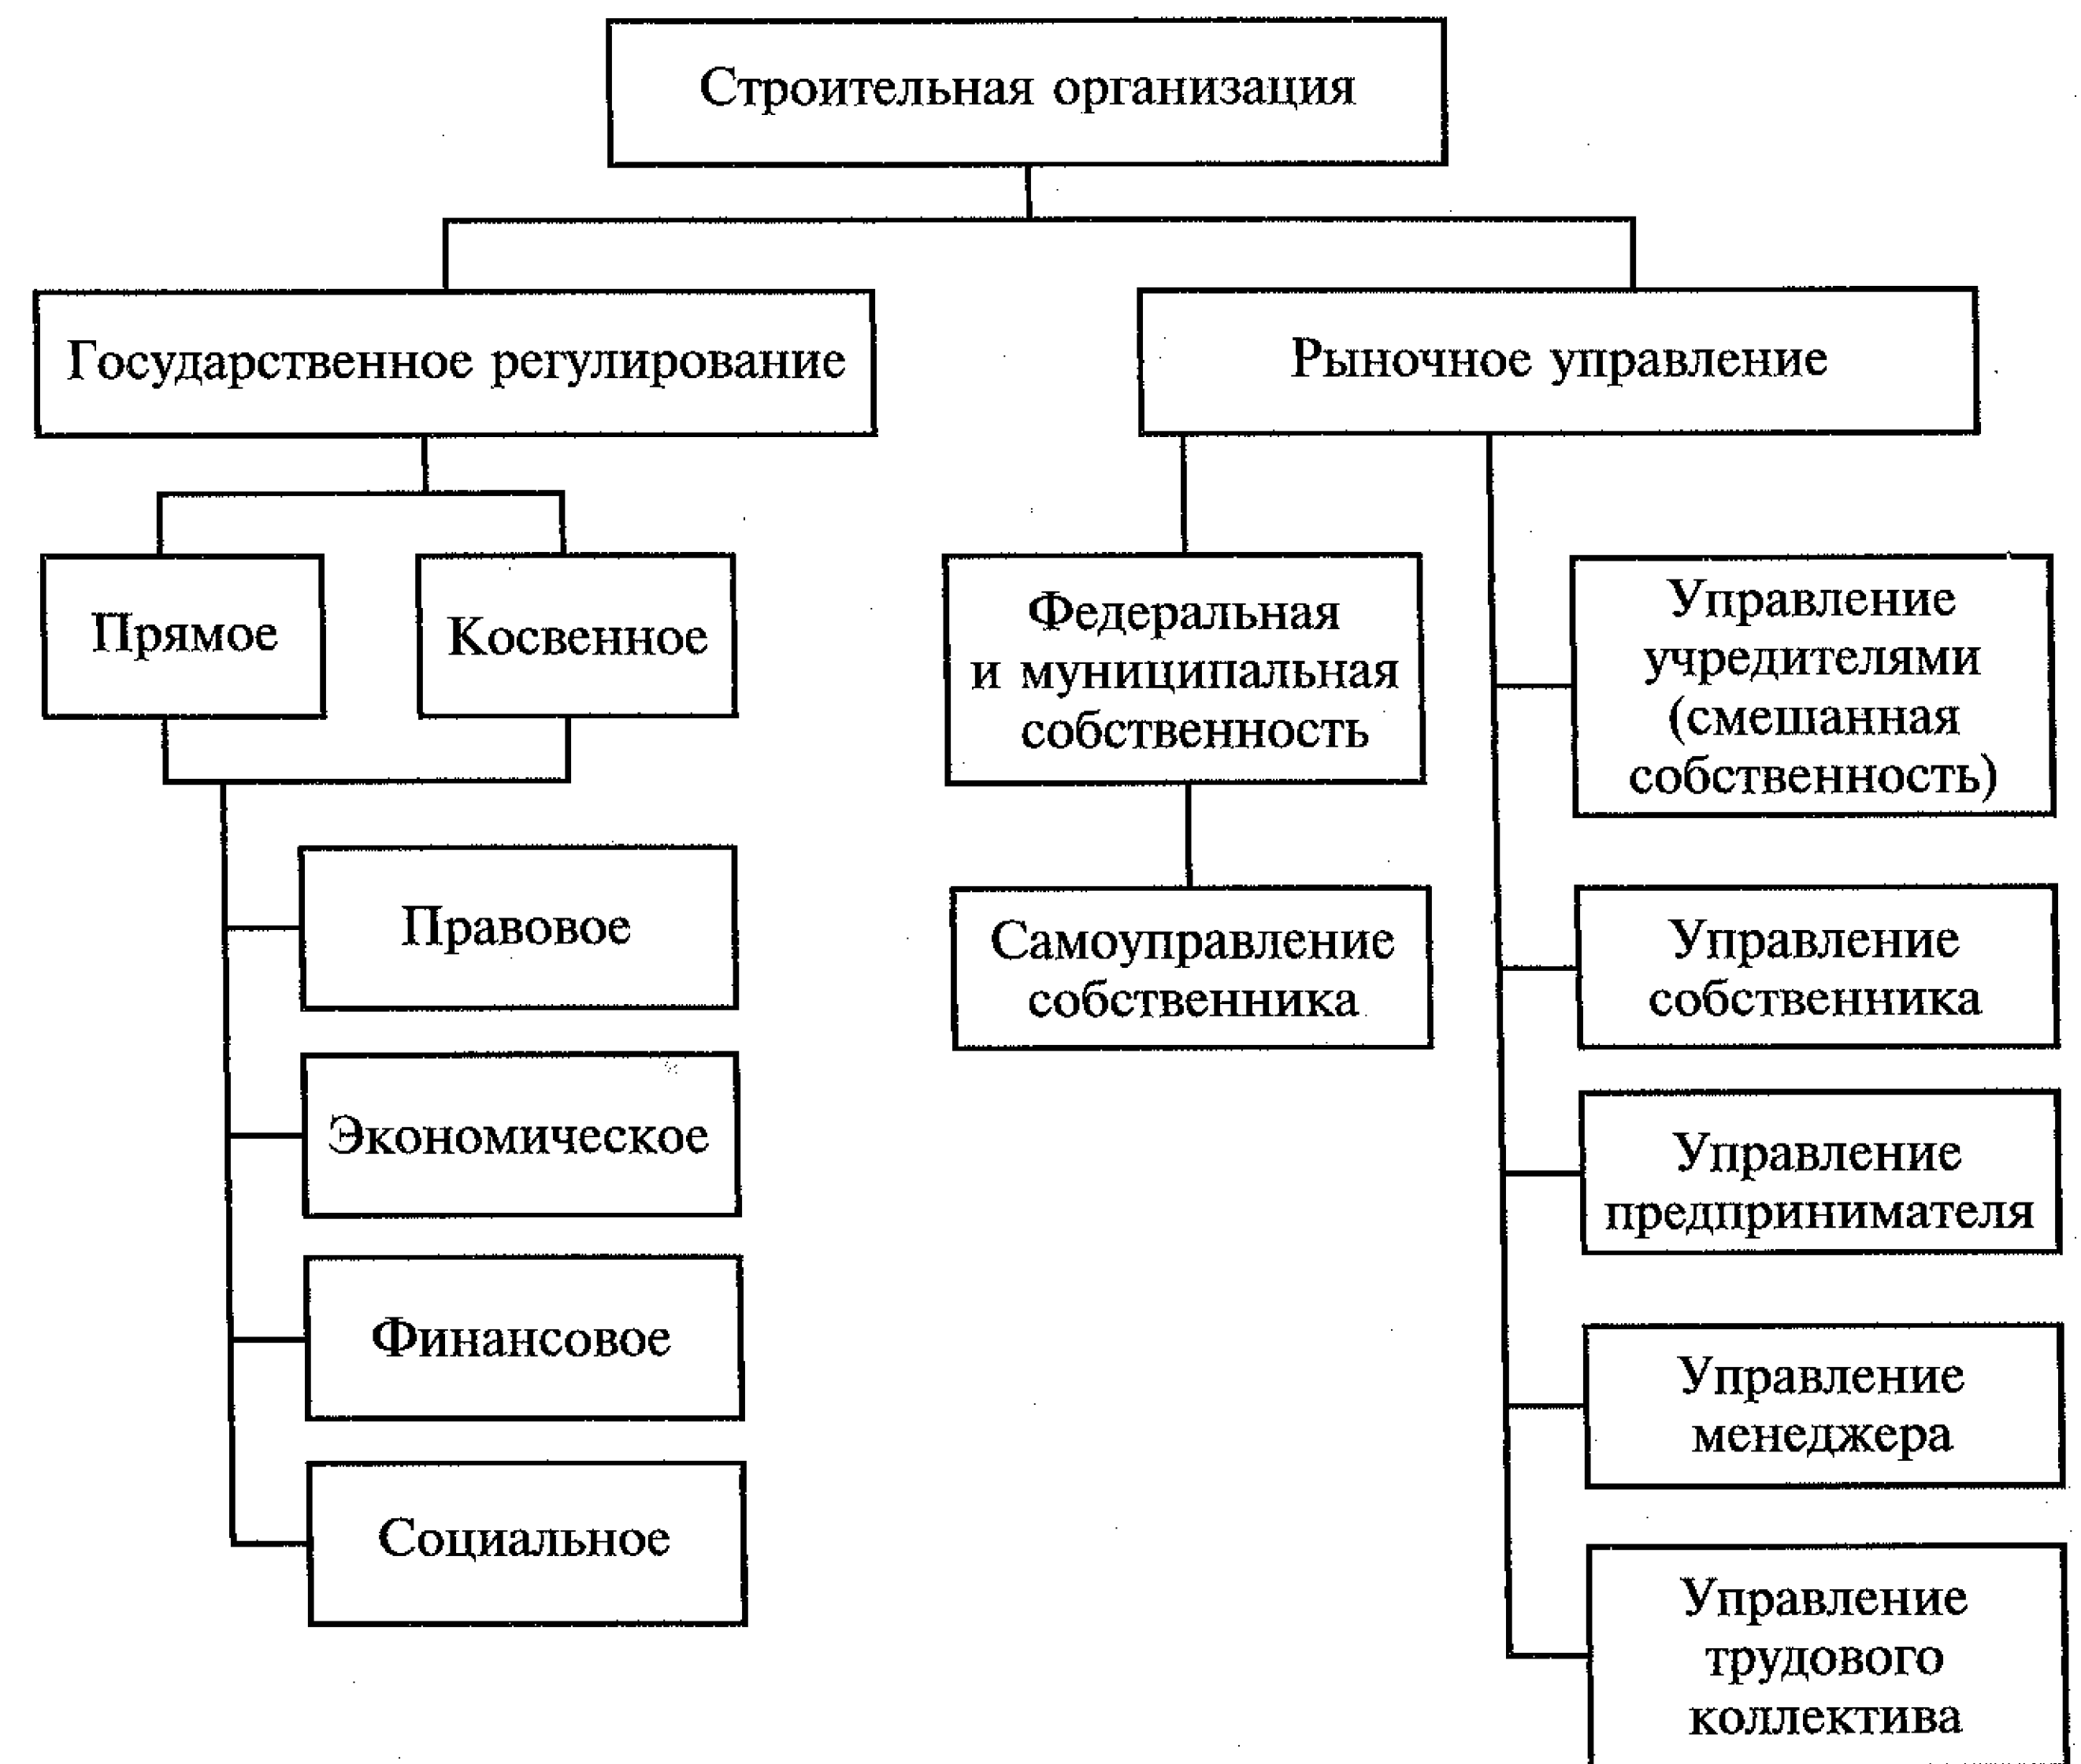 Строительная организация
Государственное регулирование
Рыночное управление
Прямое
Косвенное
Правовое
Экономическое
Финансовое
Социальное
Федеральная
и муниципальная
собственность
Самоуправление
собственника
Управление
учредителями
(смешанная
собственность)
Управление
собственника
Управление
предпринимателя
Управление
менеджера
Управление
трудового
коллектива